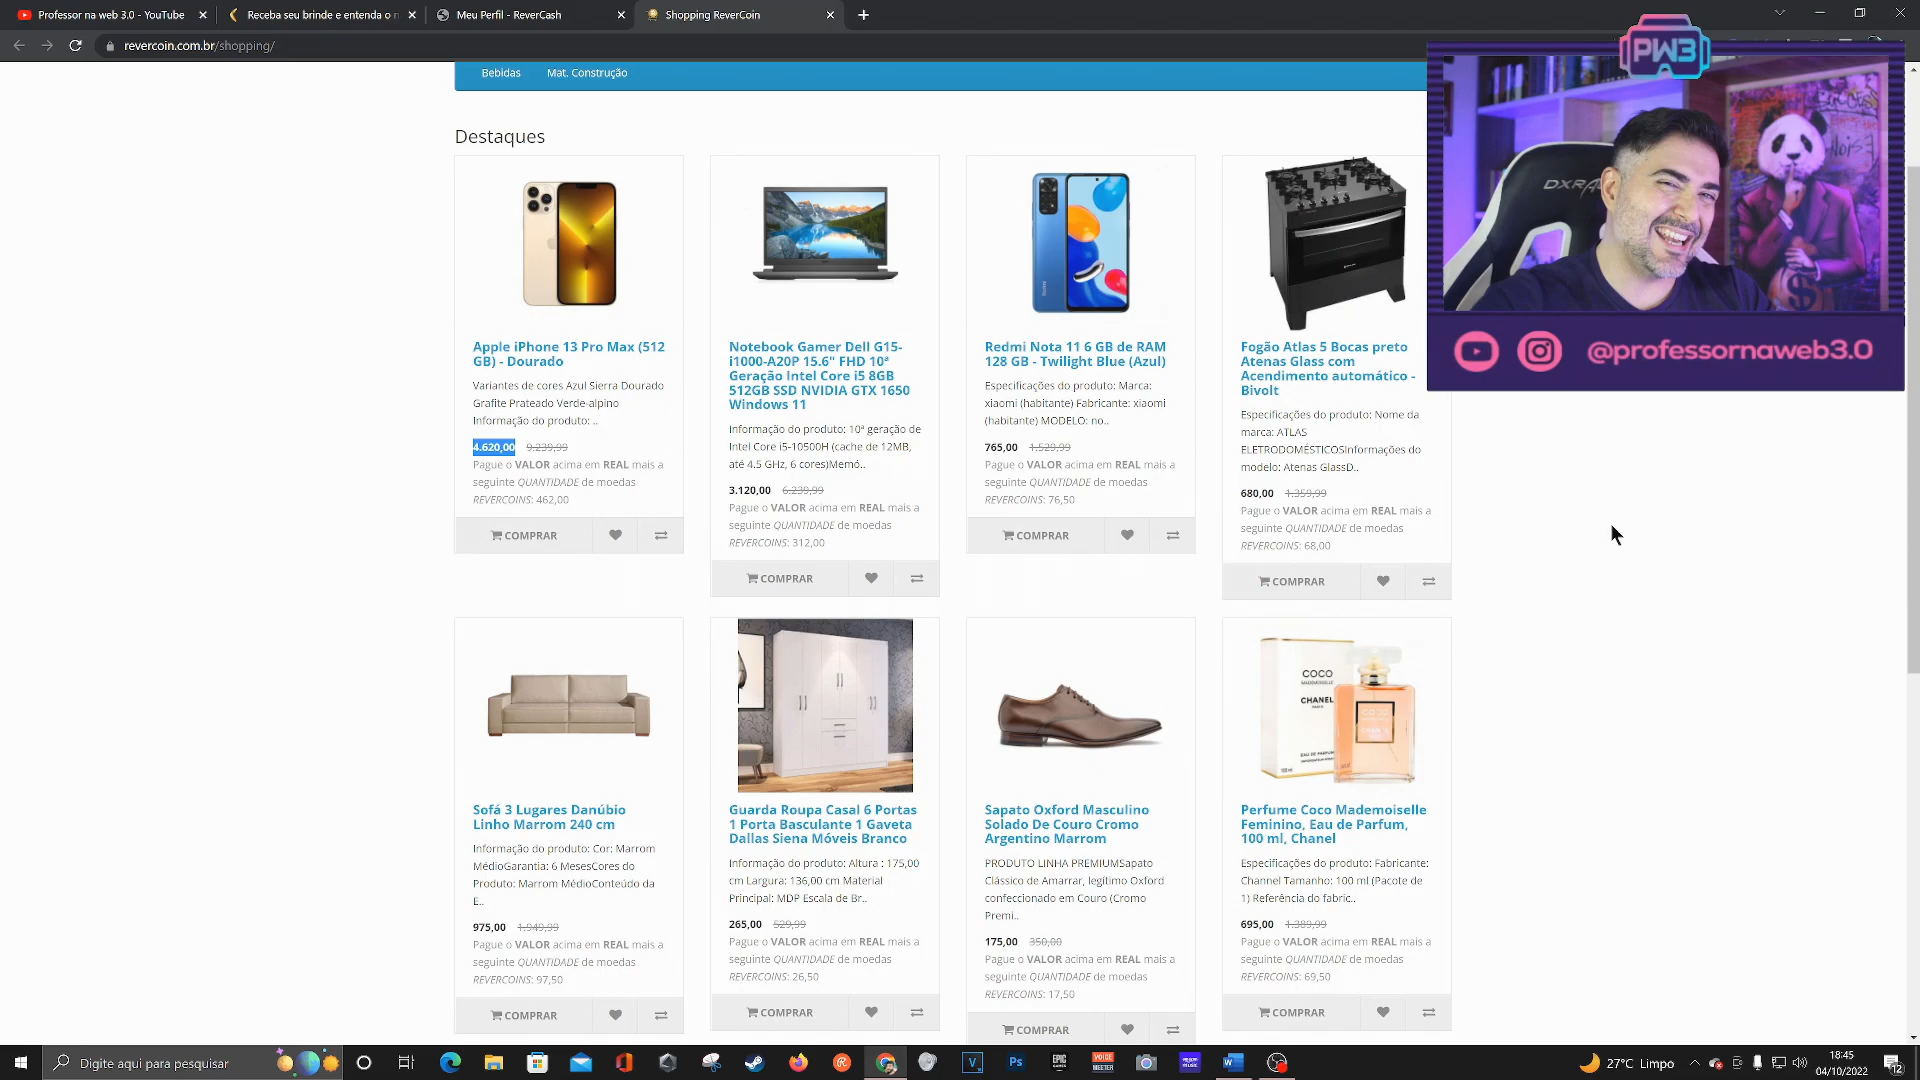 Professor na web 3.0 - YouTube
Receba seu brinde e entenda o n
Meu Perfil - ReverCash
Shopping ReverCoin
revercoin.com.br/shopping/
Bebidas
Mat. Construção
PW3
DXRA
@professornaweb3.0
Destaques
Apple iPhone 13 Pro Max (512
GB) - Dourado
Variantes de cores Azul Sierra Dourado
Grafite Prateado Verde-alpino
Informação do produto: ..
4.620,00 9.239,99
Pague o VALOR acima em REAL mais a
seguinte QUANTIDADE de moedas
REVERCOINS: 462,00
COMPRAR
Notebook Gamer Dell G15-
i1000-A20P 15.6" FHD 10ª
Geração Intel Core i5 8GB
512GB SSD NVIDIA GTX 1650
Windows 11
Informação do produto: 10ª geração de
Intel Core i5-10500H (cache de 12MB,
até 4.5 GHz, 6 cores)Memó..
3.120,00 6.239,99
Pague o VALOR acima em REAL mais a
seguinte QUANTIDADE de moedas
REVERCOINS: 312,00
COMPRAR
Redmi Nota 11 6 GB de RAM
128 GB - Twilight Blue (Azul)
Especificações do produto: Marca:
xiaomi (habitante) Fabricante: xiaomi
(habitante) MODELO: no..
765,00 1.529,99
Pague o VALOR acima em REAL mais a
seguinte QUANTIDADE de moedas
REVERCOINS: 76,50
COMPRAR
Fogão Atlas 5 Bocas preto
Atenas Glass com
Acendimento automático -
Bivolt
Especificações do produto: Nome da
marca: ATLAS
ELETRODOMÉSTICOSInformações do
modelo: Atenas GlassD..
680,00 1.359,99
Pague o VALOR acima em REAL mais a
seguinte QUANTIDADE de moedas
REVERCOINS: 68,00
COMPRAR
Sofá 3 Lugares Danúbio
Linho Marrom 240 cm
Informação do produto: Cor: Marrom
MédioGarantia: 6 MesesCores do
Produto: Marrom MédioConteúdo da
E..
975,00 1.949,99
Pague o VALOR acima em REAL mais a
seguinte QUANTIDADE de moedas
REVERCOINS: 97,50
COMPRAR
Guarda Roupa Casal 6 Portas
1 Porta Basculante 1 Gaveta
Dallas Siena Móveis Branco
Informação do produto: Altura : 175,00
cm Largura: 136,00 cm Material
Principal: MDP Escala de Br..
265,00 529,99
Pague o VALOR acima em REAL mais a
seguinte QUANTIDADE de moedas
REVERCOINS: 26,50
COMPRAR
Sapato Oxford Masculino
Solado De Couro Cromo
Argentino Marrom
PRODUTO LINHA PREMIUMSapato
Clássico de Amarrar, legítimo Oxford
confeccionado em Couro (Cromo
Premi..
175,00 350,00
Pague o VALOR acima em REAL mais a
seguinte QUANTIDADE de moedas
REVERCOINS: 17,50
COMPRAR
COCO
MADEMOISELLE
CHANEL
COCO
CHANEL
Perfume Coco Mademoiselle
Feminino, Eau de Parfum,
100 ml, Chanel
Especificações do produto: Fabricante:
Channel Tamanho: 100 ml (Pacote de
1) Referência do fabric..
695,00 1.389,99
Pague o VALOR acima em REAL mais a
seguinte QUANTIDADE de moedas
REVERCOINS: 69,50
COMPRAR
Digite aqui para pesquisar
Ps
EPIC GAMES
VOICE
MEETER
27°C Limpo
18:45
04/10/2022
12